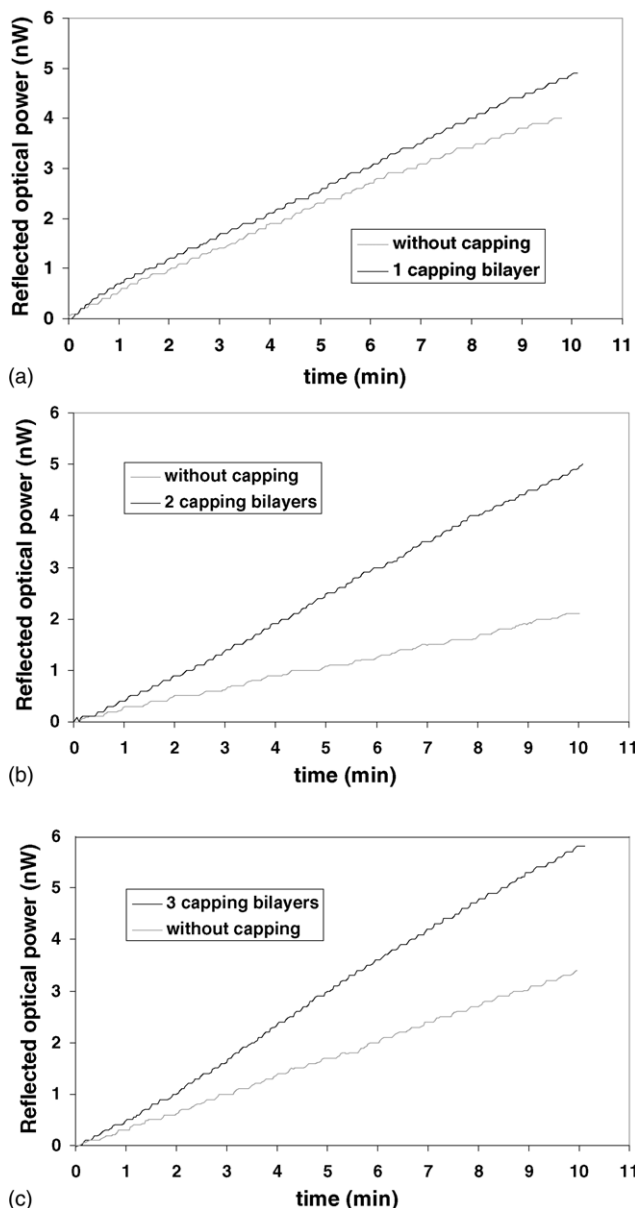 6
5
4
3
2
1
0
Reflected optical power (nW)
without capping
1 capping bilayer
0 1 2 3 4 5 6 7 8 9 10 11
time (min)
(a)
6
5
4
3
2
1
0
Reflected optical power (nW)
without capping
2 capping bilayers
0 1 2 3 4 5 6 7 8 9 10 11
time (min)
(b)
6
5
4
3
2
1
0
Reflected optical power (nW)
3 capping bilayers
without capping
0 1 2 3 4 5 6 7 8 9 10 11
time (min)
(c)